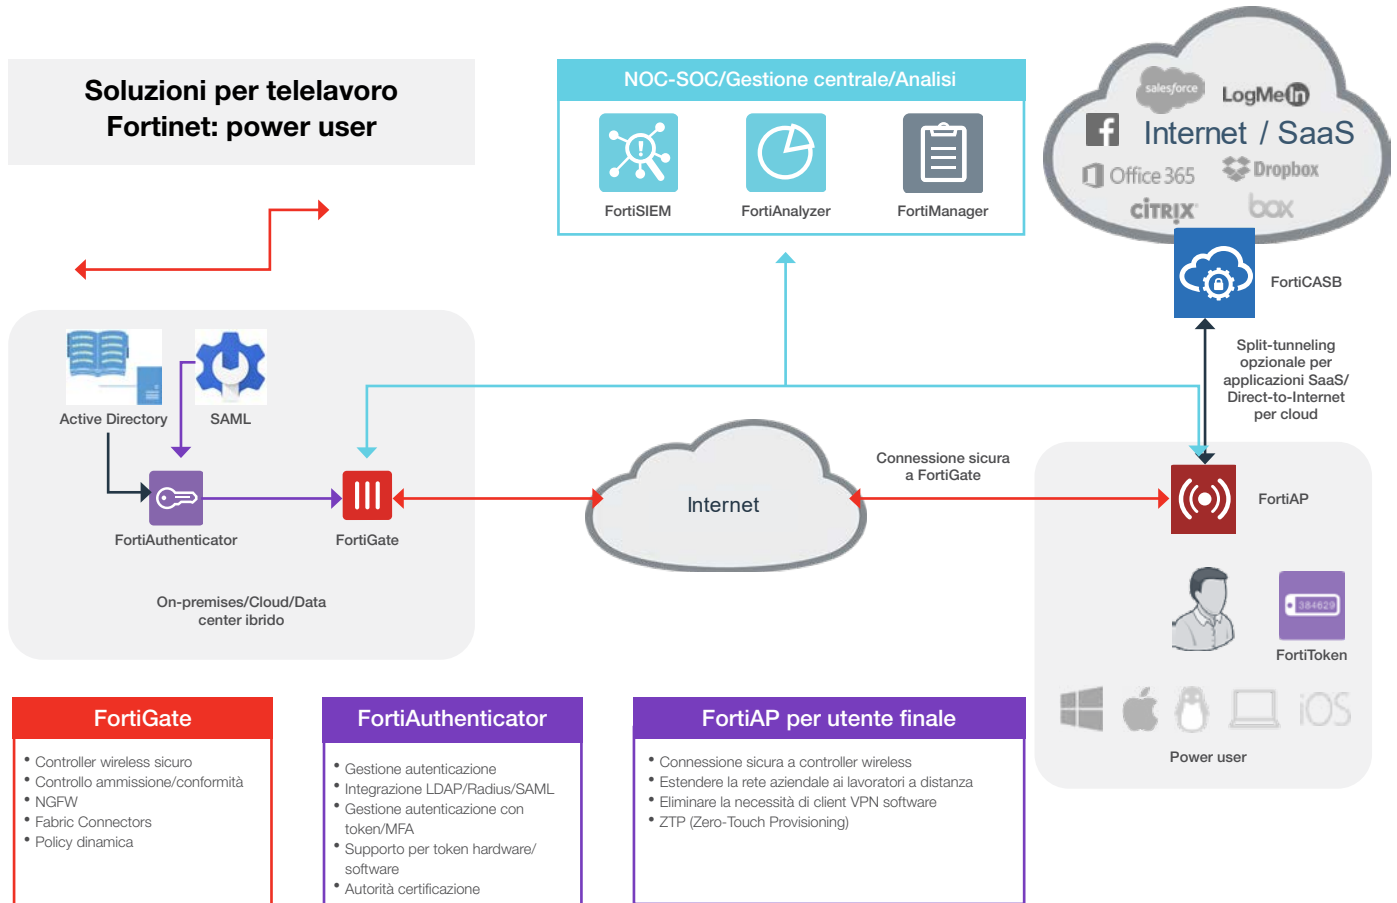 Soluzioni per telelavoro
Fortinet: power user
NOC-SOC/Gestione centrale/Analisi
FortiSIEM
FortiAnalyzer
FortiManager
salesforce
LogMeIn
Internet / SaaS
Office 365
Dropbox
CİTRIX
box
FortiCASB
Split-tunneling
opzionale per
applicazioni SaaS/
Direct-to-Internet
per cloud
Active Directory
SAML
FortiAuthenticator
FortiGate
On-premises/Cloud/Data
center ibrido
Internet
Connessione sicura
a FortiGate
FortiAP
384629
FortiToken
iOS
Power user
FortiGate
• Controller wireless sicuro
• Controllo ammissione/conformità
• NGFW
• Fabric Connectors
• Policy dinamica
FortiAuthenticator
• Gestione autenticazione
• Integrazione LDAP/Radius/SAML
• Gestione autenticazione con
token/MFA
• Supporto per token hardware/
software
• Autorità certificazione
FortiAP per utente finale
• Connessione sicura a controller wireless
• Estendere la rete aziendale ai lavoratori a distanza
• Eliminare la necessità di client VPN software
• ZTP (Zero-Touch Provisioning)